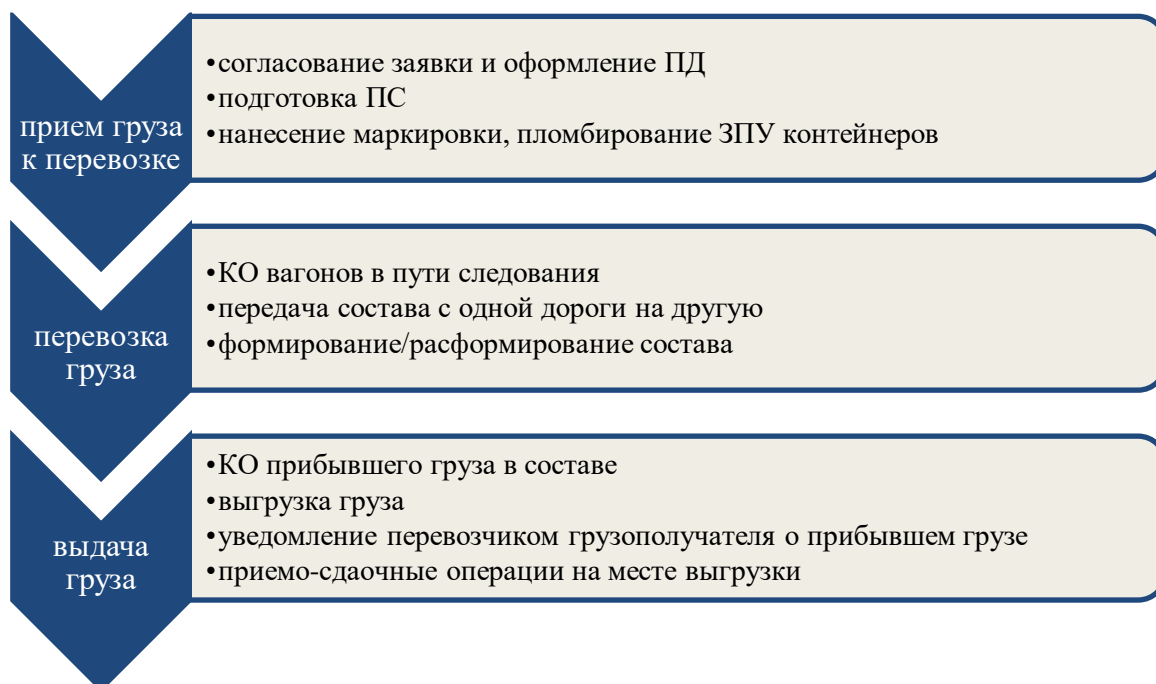 прием груза
к перевозке
•согласование заявки и оформление ПД
•подготовка ПС
•нанесение маркировки, пломбирование ЗПУ контейнеров
перевозка
груза
•КО вагонов в пути следования
•передача состава с одной дороги на другую
•формирование/расформирование состава
выдача
груза
•КО прибывшего груза в составе
•выгрузка груза
•уведомление перевозчиком грузополучателя о прибывшем грузе
•приемо-сдаочные операции на месте выгрузки